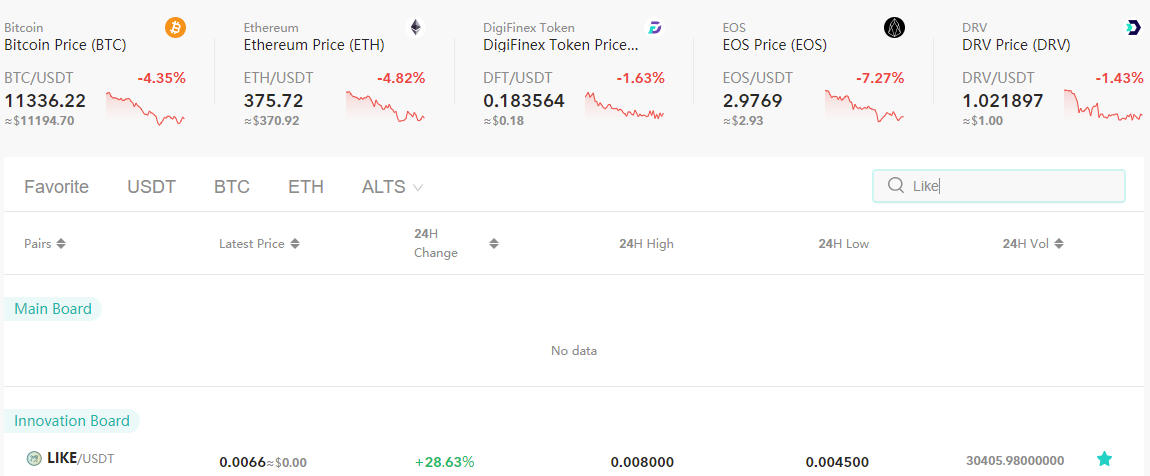 Bitcoin
Bitcoin Price (BTC)
BTC/USDT -4.35%
11336.22
≈$11194.70
Ethereum
Ethereum Price (ETH)
ETH/USDT -4.82%
375.72
≈$370.92
DigiFinex Token
DigiFinex Token Price...
DFT/USDT -1.63%
0.183564
≈$0.18
EOS
EOS Price (EOS)
EOS/USDT -7.27%
2.9769
≈$2.93
DRV
DRV Price (DRV)
DRV/USDT -1.43%
1.021897
≈$1.00
Favorite USDT BTC ETH ALTS Like
Pairs Latest Price 24H Change 24H High 24H Low 24H Vol
Main Board
No data
Innovation Board
LIKE/USDT 0.0066≈$0.00 +28.63% 0.008000 0.004500 30405.98000000